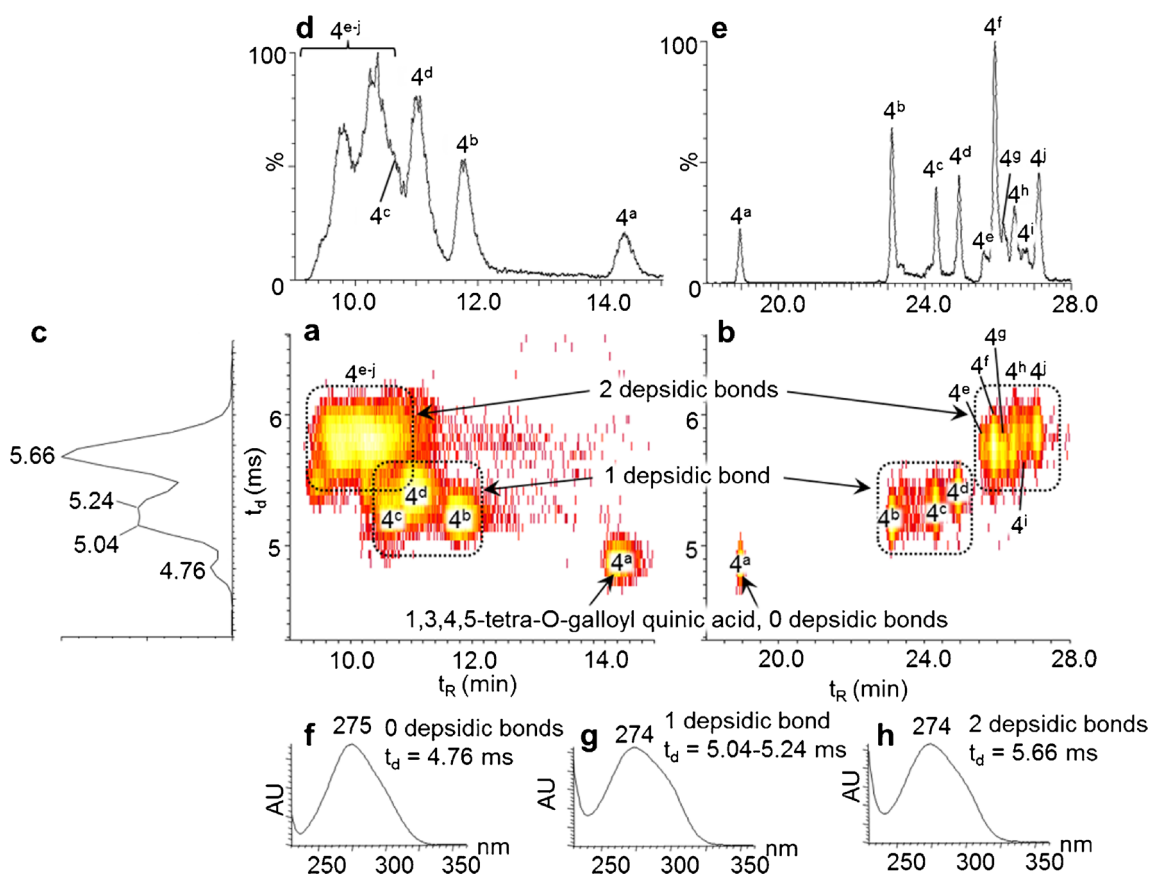 d
4e-j
100
4d
%
4b
4c
4a
0
10.0 12.0 14.0
e
4f
100
4b
4g
4c 4d 4j
%
4h
4a
4e 4i
0
20.0 24.0 28.0
c
5.66
5.24
5.04
4.76
a
4e-j
6
td (ms)
5
4d
4c 4b
4a
10.0 12.0 14.0
tR (min)
2 depsidic bonds
1 depsidic bond
1,3,4,5-tetra-O-galloyl quinic acid, 0 depsidic bonds
b
4g
4f 4h 4j
4e
6
4d
4b 4c
4i
5
4a
20.0 24.0 28.0
tR (min)
f
275 0 depsidic bonds
td = 4.76 ms
AU
250 300 350 nm
g
274
1 depsidic bond
td = 5.04-5.24 ms
AU
250 300 350 nm
h
274
2 depsidic bonds
td = 5.66 ms
AU
250 300 350 nm